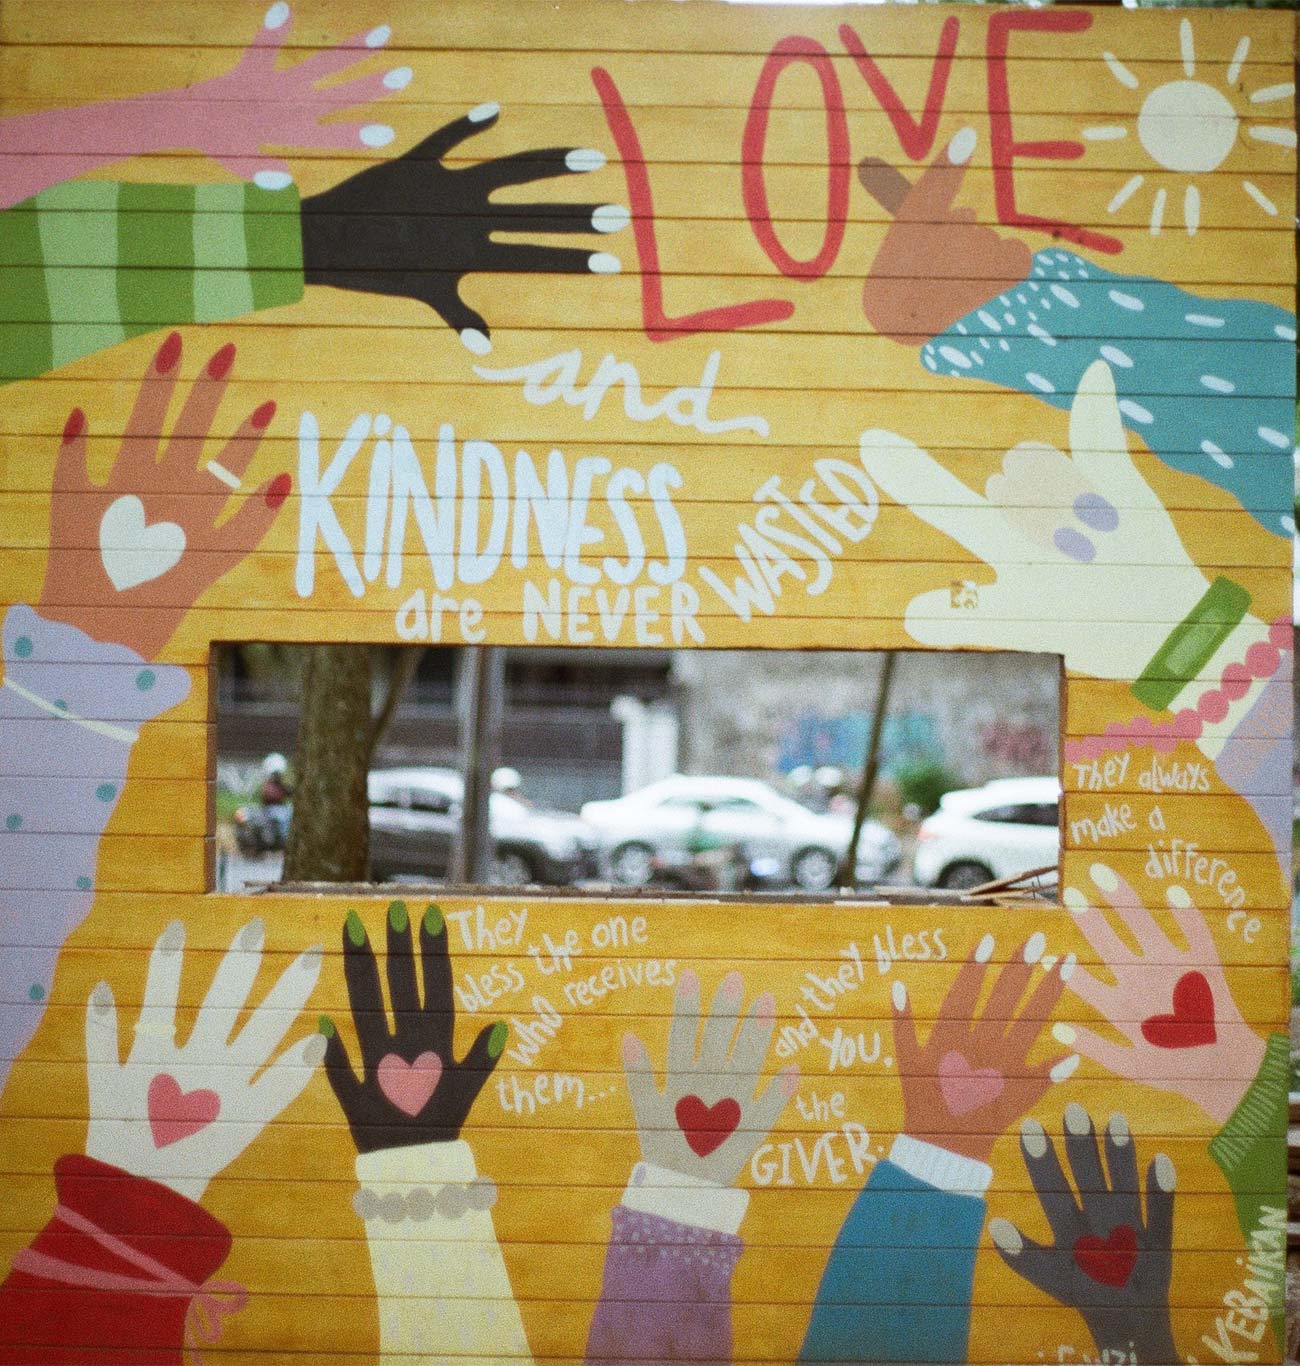 LOVE
and
KiNDNESS
are NEVER WASTED
They always
make a
difference
They
bless the one
who receives
them...
and they bless
YOU,
the
GIVER.
KEBAiKAN